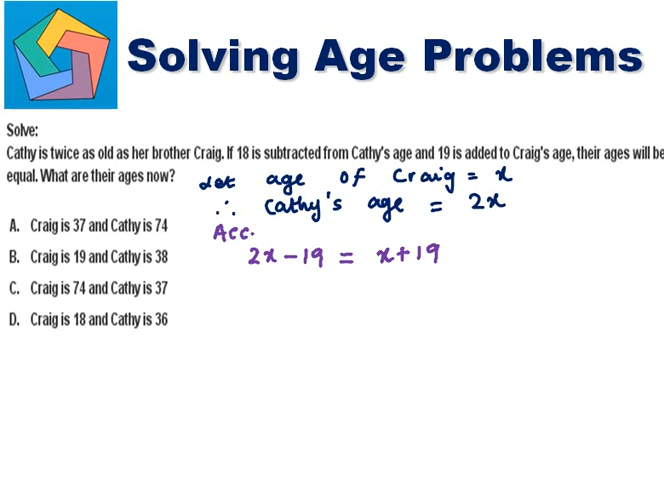 Solving Age Problems
Solve:
Cathy is twice as old as her brother Craig. If 18 is subtracted from Cathy's age and 19 is added to Craig's age, their ages will be
equal. What are their ages now?
Let age of Craig = x
∴ Cathy's age = 2x
Acc.
2x - 19 = x + 19
A. Craig is 37 and Cathy is 74
B. Craig is 19 and Cathy is 38
C. Craig is 74 and Cathy is 37
D. Craig is 18 and Cathy is 36